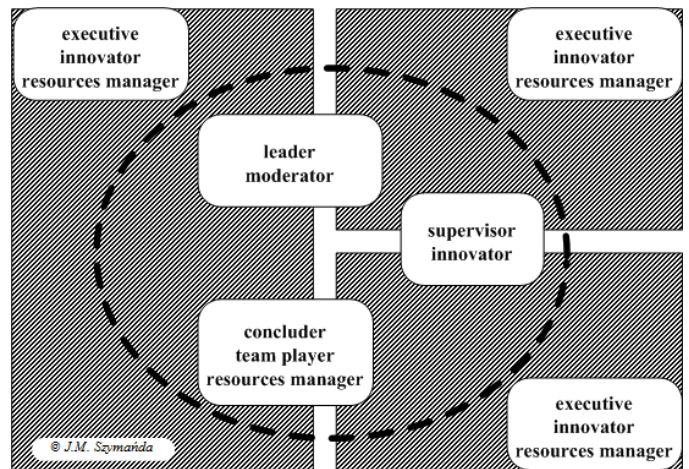 executive
innovator
resources manager
executive
innovator
resources manager
leader
moderator
supervisor
innovator
concluder
team player
resources manager
executive
innovator
resources manager
© J.M. Szymańda